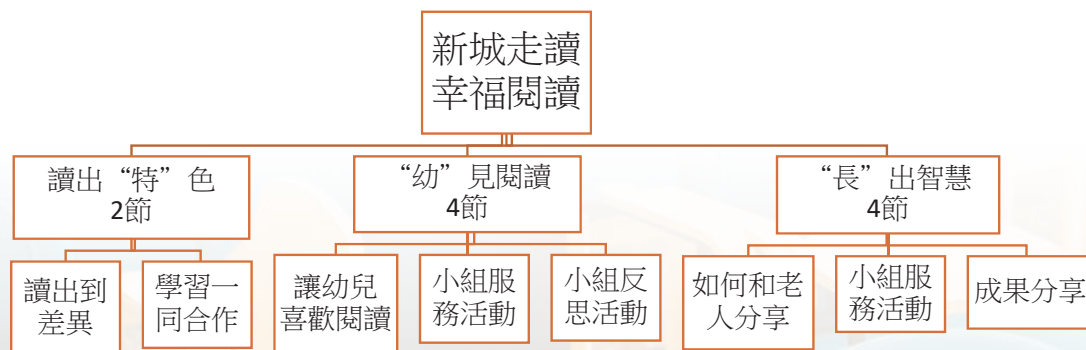 新城走讀
幸福閱讀
讀出“特”色
2節
“幼”見閱讀
4節
“長”出智慧
4節
讀出到
差異
學習一
同合作
讓幼兒
喜歡閱讀
小組服
務活動
小組反
思活動
如何和老
人分享
小組服
務活動
成果分享